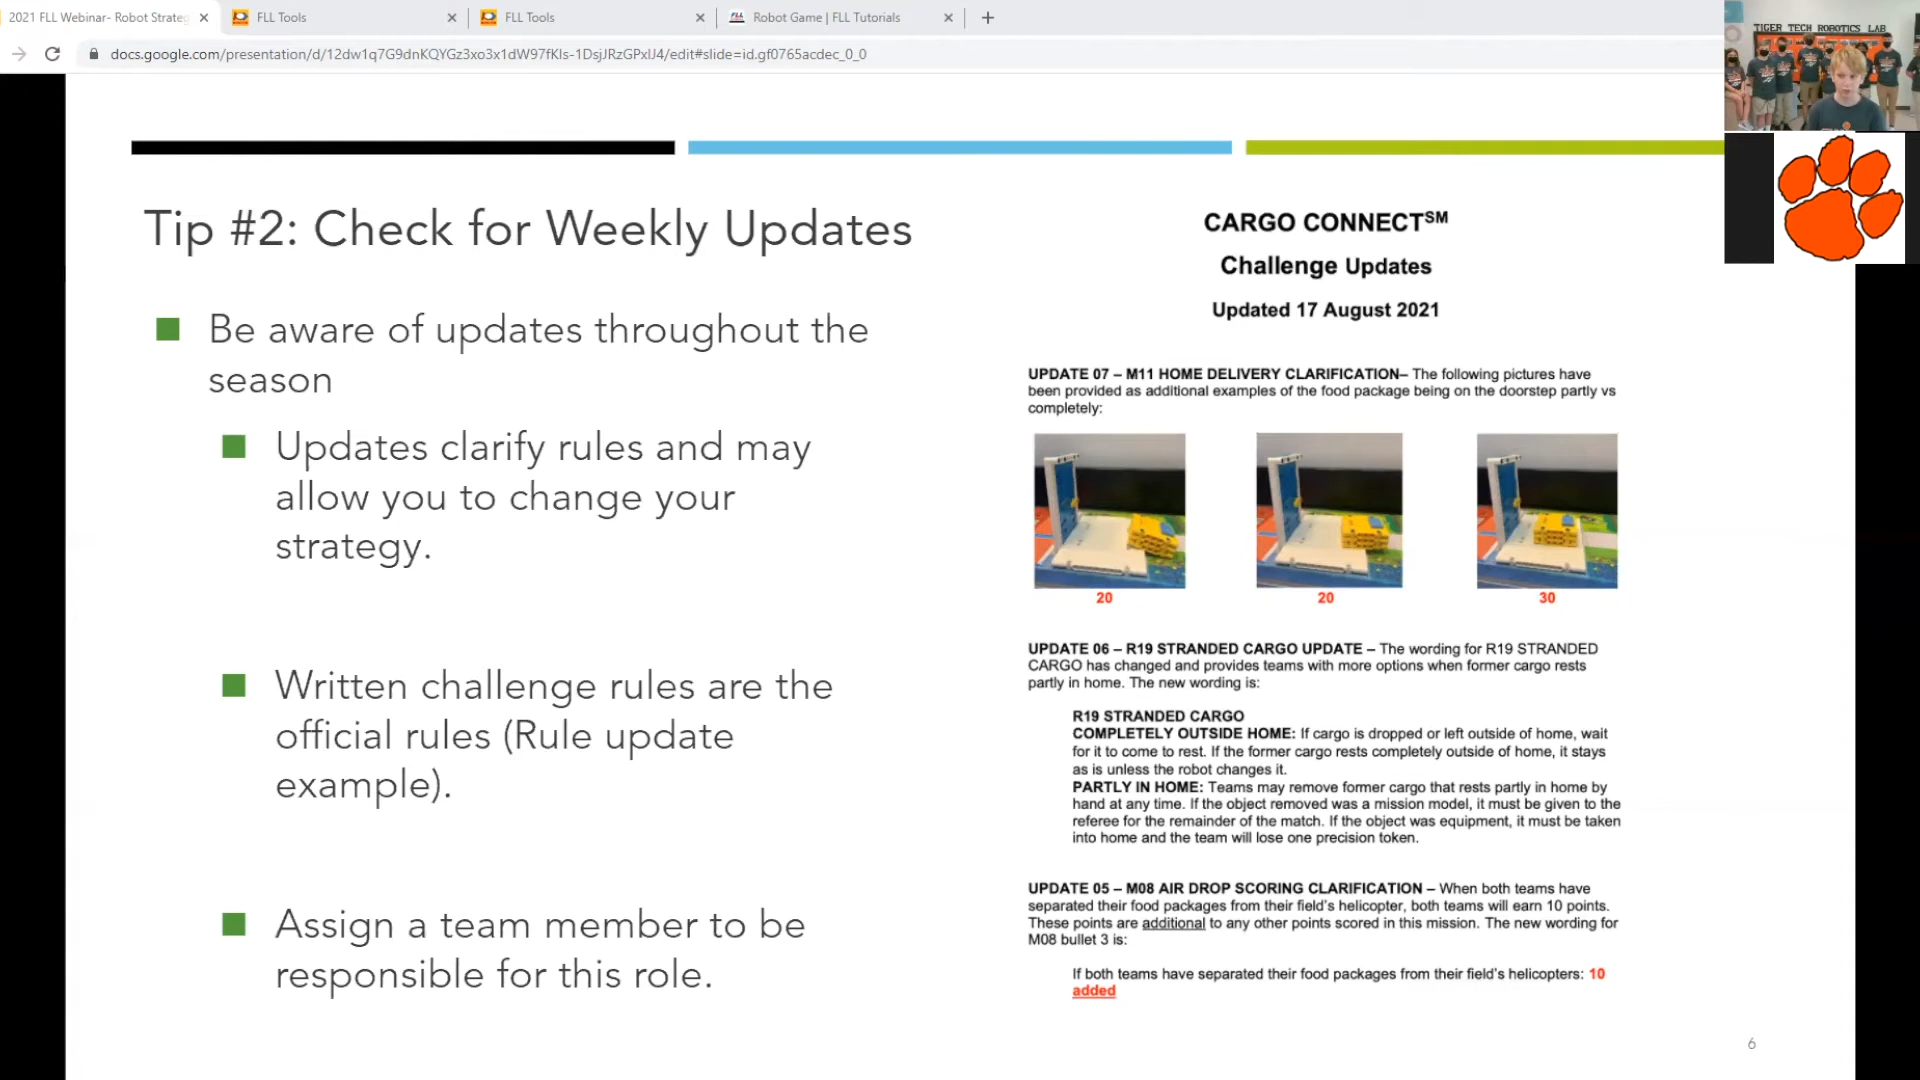 2021 FLL Webinar- Robot Strateg
FLL Tools
FLL Tools
FLL
Robot Game | FLL Tutorials
docs.google.com/presentation/d/12dw1q7G9dnKQYGz3xo3x1dW97fKls-1DsjJRzGPxlJ4/edit#slide=id.gf0765acdec_0_0
TIGER TECH ROBOTICS LAB
Tip #2: Check for Weekly Updates
Be aware of updates throughout the
season
Updates clarify rules and may
allow you to change your
strategy.
Written challenge rules are the
official rules (Rule update
example).
Assign a team member to be
responsible for this role.
CARGO CONNECT℠
Challenge Updates
Updated 17 August 2021
UPDATE 07 – M11 HOME DELIVERY CLARIFICATION– The following pictures have
been provided as additional examples of the food package being on the doorstep partly vs
completely:
20
20
30
UPDATE 06 – R19 STRANDED CARGO UPDATE – The wording for R19 STRANDED
CARGO has changed and provides teams with more options when former cargo rests
partly in home. The new wording is:
R19 STRANDED CARGO
COMPLETELY OUTSIDE HOME: If cargo is dropped or left outside of home, wait
for it to come to rest. If the former cargo rests completely outside of home, it stays
as is unless the robot changes it.
PARTLY IN HOME: Teams may remove former cargo that rests partly in home by
hand at any time. If the object removed was a mission model, it must be given to the
referee for the remainder of the match. If the object was equipment, it must be taken
into home and the team will lose one precision token.
UPDATE 05 – M08 AIR DROP SCORING CLARIFICATION – When both teams have
separated their food packages from their field's helicopter, both teams will earn 10 points.
These points are additional to any other points scored in this mission. The new wording for
M08 bullet 3 is:
If both teams have separated their food packages from their field's helicopters: 10
added
6